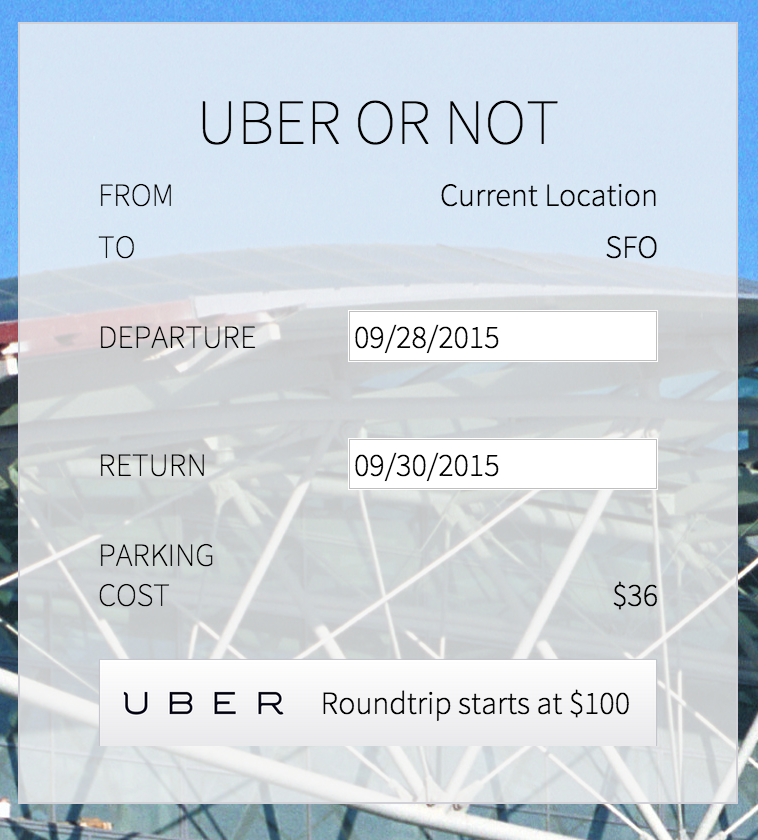 UBER OR NOT
FROM Current Location
TO SFO
DEPARTURE 09/28/2015
RETURN 09/30/2015
PARKING
COST $36
UBER Roundtrip starts at $100